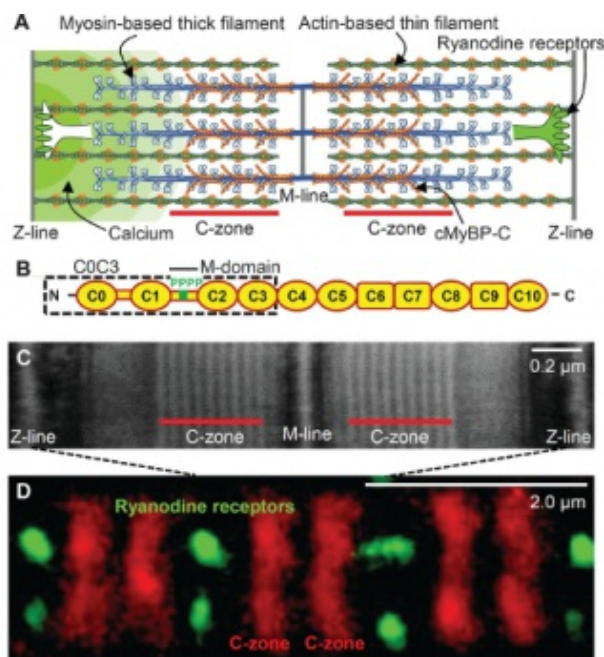 A
Myosin-based thick filament
Actin-based thin filament
Ryanodine receptors
M-line
Z-line
Calcium
C-zone
C-zone
cMyBP-C
Z-line
B
C0C3
M-domain
PPPP
N
C0
C1
C2
C3
C4
C5
C6
C7
C8
C9
C10
C
C
0.2 µm
Z-line
C-zone
M-line
C-zone
Z-line
D
Ryanodine receptors
2.0 µm
C-zone
C-zone